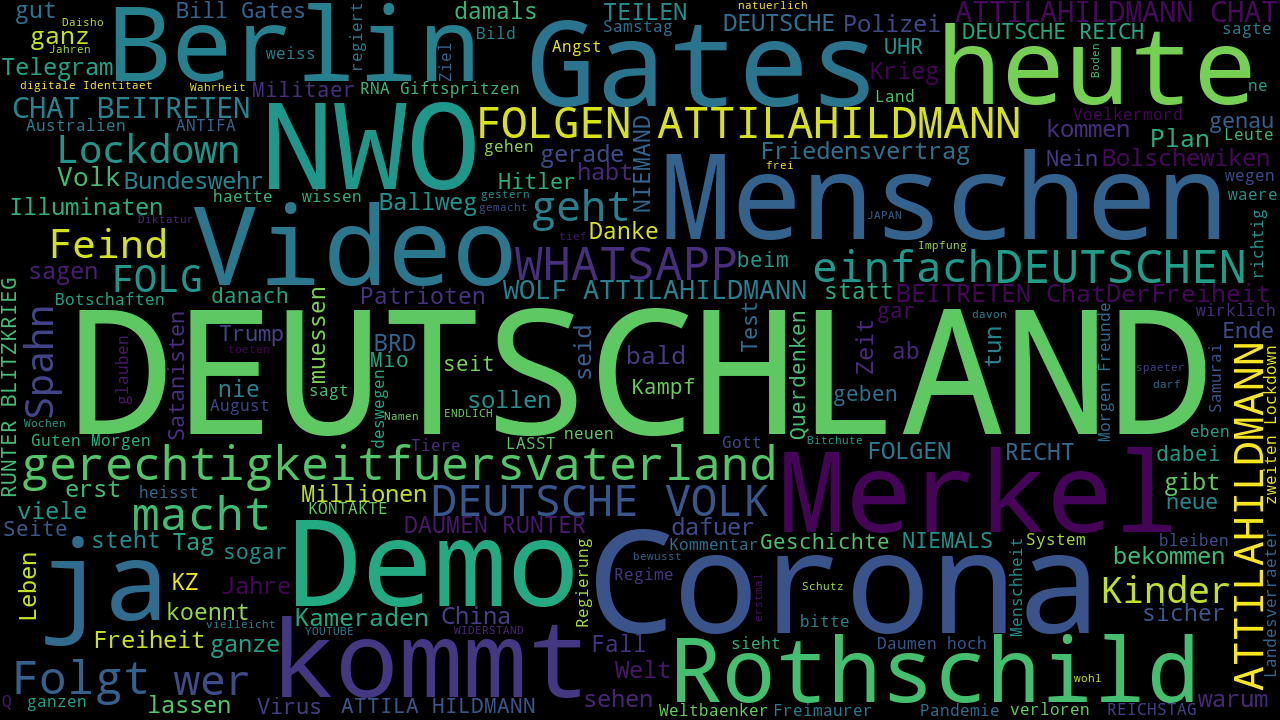 gut
Daisho
Bill Gates
regiert
damals
TEILEN
natuerlich
DEUTSCHE
Polizei
ATTILAHILDMANN CHAT
ganz
Jahren
Berlin
weiss
Ziel
Bild
Gates
Angst
Samstag
UHR
heute
DEUTSCHE REICH
sagte
Telegram
digitale Identitaet
Wahrheit
Militaer
RNA Giftspritzen
Krieg
Land
Boden
ne
CHAT BEITRETEN
Australien
ANTIFA
NWO
FOLGEN ATTILAHILDMANN
Voelkermord
kommen
Plan
genau
Leute
Lockdown
gehen
gerade
habt
NIEMAND
Friedensvertrag
frei
Nein
Bolschewiken
wegen
Volk
Bundeswehr
haette
wissen
Hitler
gestern
gemacht
Menschen
JAPAN
waere
Illuminaten
Diktatur
Video
Ballweg
geht
tief
Danke
Impfung
richtig
Feind
sagen
FOLG
WHATSAPP
beim
einfach
DEUTSCHEN
Botschaften
danach
Patrioten
WOLF ATTILAHILDMANN
statt
BEITRETEN ChatDerFreiheit
RUNTER BLITZKRIEG
Spahn
DEUTSCHLAND
glauben
Satanisten
Trump
toeten
muessen
BRD
Mio
seit
seid
bald
Test
Querdenken
Zeit
gar
ab
davon
tun
Morgen Freunde
wirklich
Ende
Samurai
spaeter
darf
nie
August
sagt
deswegen
Namen
sollen
ENDLICH
Kampf
geben
Wochen
Guten Morgen
Tiere
LASST
neuen
Gott
Bitchute
FOLGEN
RECHT
eben
dabei
zweiten Lockdown
ATTILAHILDMANN
Landesverraeter
gerechtigkeitfuersvaterland
Merkel
gibt
neue
erst
heisst
Millionen
KONTAKTE
DEUTSCHE VOLK
viele
macht
Seite
steht
Tag
sogar
Demo
DAUMEN RUNTER
dafuer
Kommentar
Geschichte
NIEMALS
System
bleiben
bekommen
Leben
ja
KZ
Jahre
koennt
Regierung
Corona
bewusst
Regime
erstmal
Schutz
Menschheit
Kinder
sicher
vielleicht
Kameraden
China
WIDERSTAND
YOUTUBE
bitte
Freiheit
ganze
kommt
Fall
sieht
Daumen hoch
Folgt
wer
Welt
Rothschild
wohl
Q
ganzen
lassen
Virus
ATTILA HILDMANN
sehen
Weltbaenker
Freimaurer
Pandemie
verloren
REICHSTAG
warum